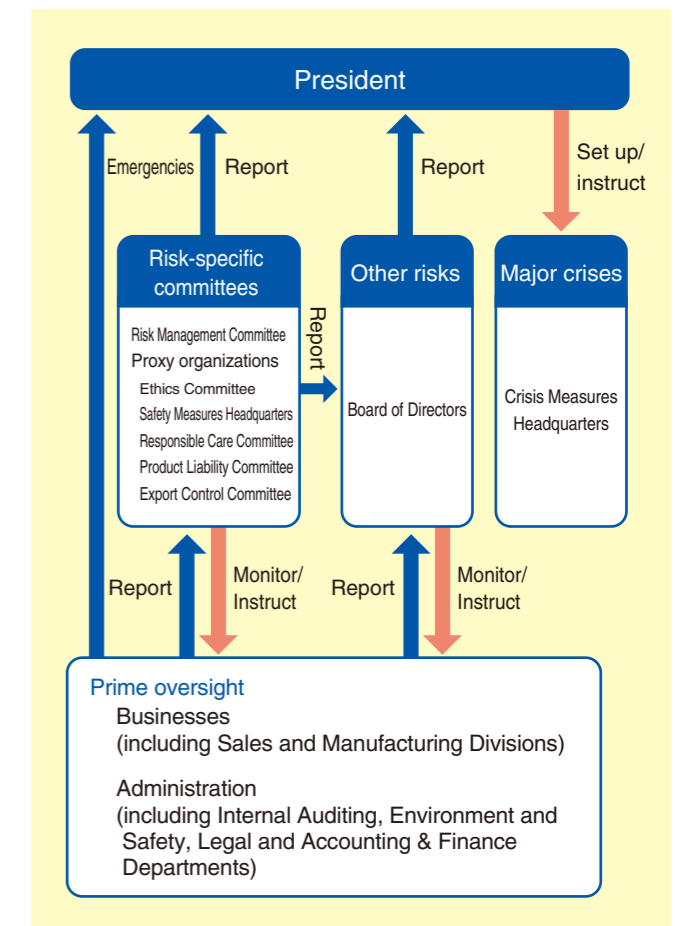 President
Emergencies
Report
Report
Set up/
instruct
Risk-specific
committees
Risk Management Committee
Proxy organizations
Ethics Committee
Safety Measures Headquarters
Responsible Care Committee
Product Liability Committee
Export Control Committee
Report
Other risks
Board of Directors
Major crises
Crisis Measures
Headquarters
Report
Monitor/
Instruct
Report
Monitor/
Instruct
Prime oversight
Businesses
(including Sales and Manufacturing Divisions)
Administration
(including Internal Auditing, Environment and
Safety, Legal and Accounting & Finance
Departments)